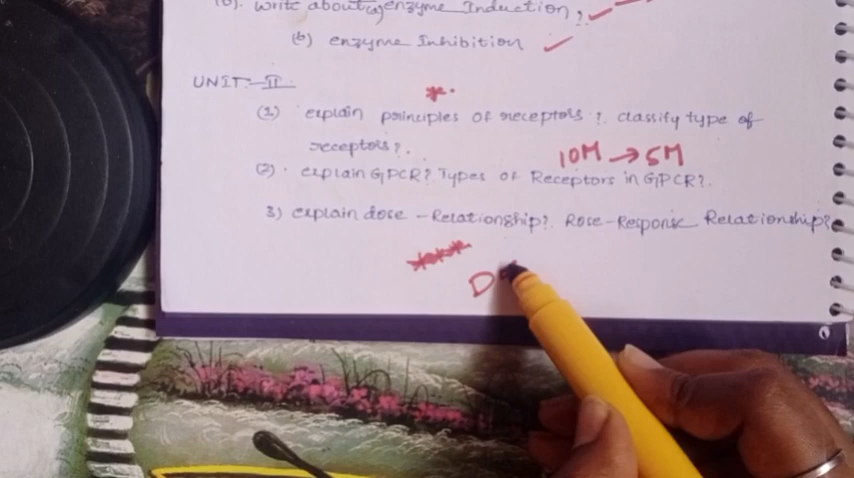 (b). Write about (a) enzyme Induction?
(b) enzyme Inhibition
UNIT-II
(1) explain principles of receptors? classify type of
receptors?.
10M → 5M
(2). explain GPCR? Types of Receptors in GPCR?.
3) explain dose - Relationship?. Rose-Response Relationship?
D